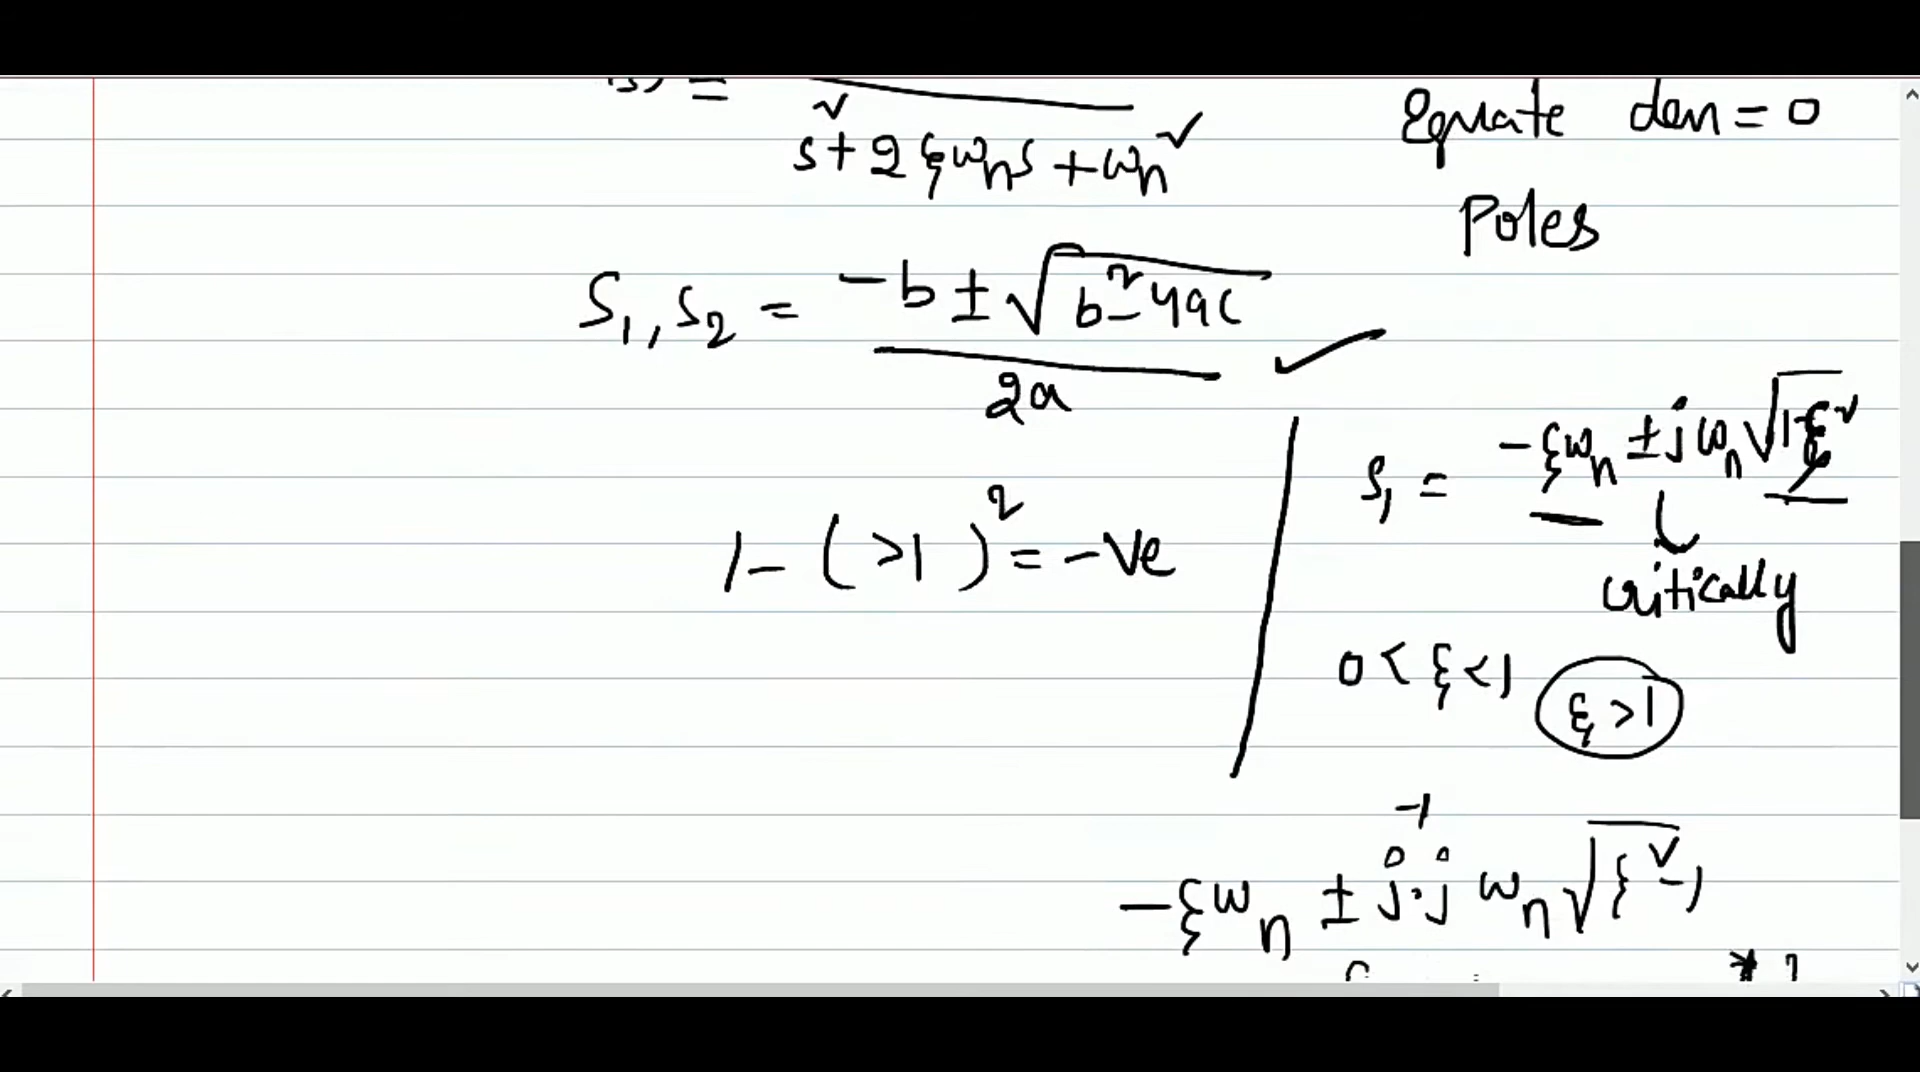 (s) =
s² + 2ξωₙs + ωₙ²
Equate den = 0
Poles
S₁, S₂ = −b ± √(b² − 4ac)
2a
S₁ = −ξωₙ ± jωₙ√(1−ξ²)
critically
1 − (>1)² = −ve
0 < ξ < 1
ξ > 1
−1
−ξωₙ ± j·j ωₙ√(ξ² − 1)